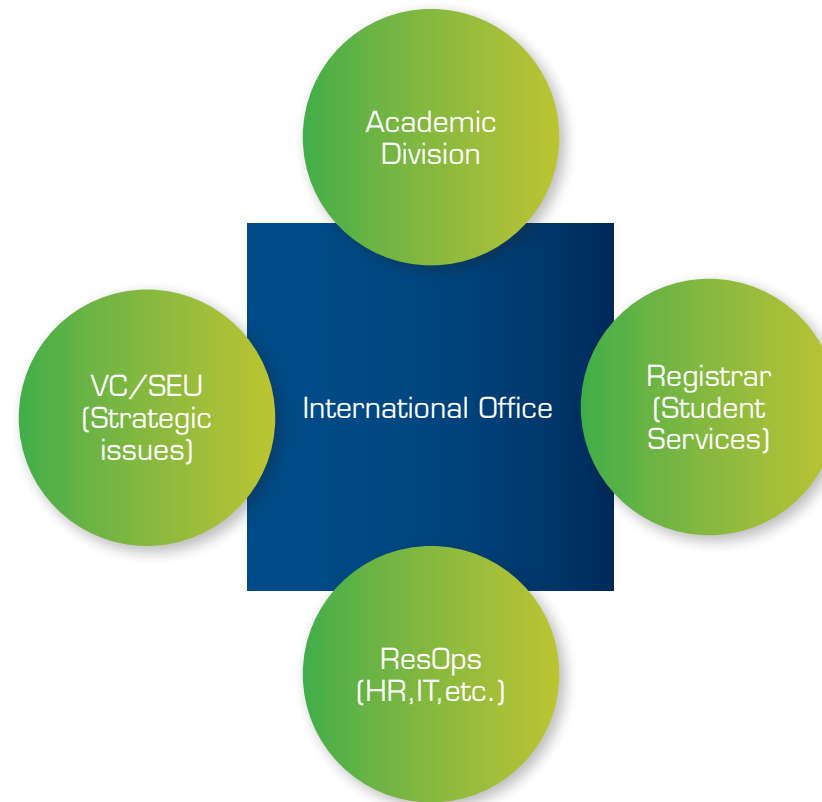 Academic
Division
VC/SEU
(Strategic
issues)
International Office
Registrar
(Student
Services)
ResOps
(HR,IT,etc.)